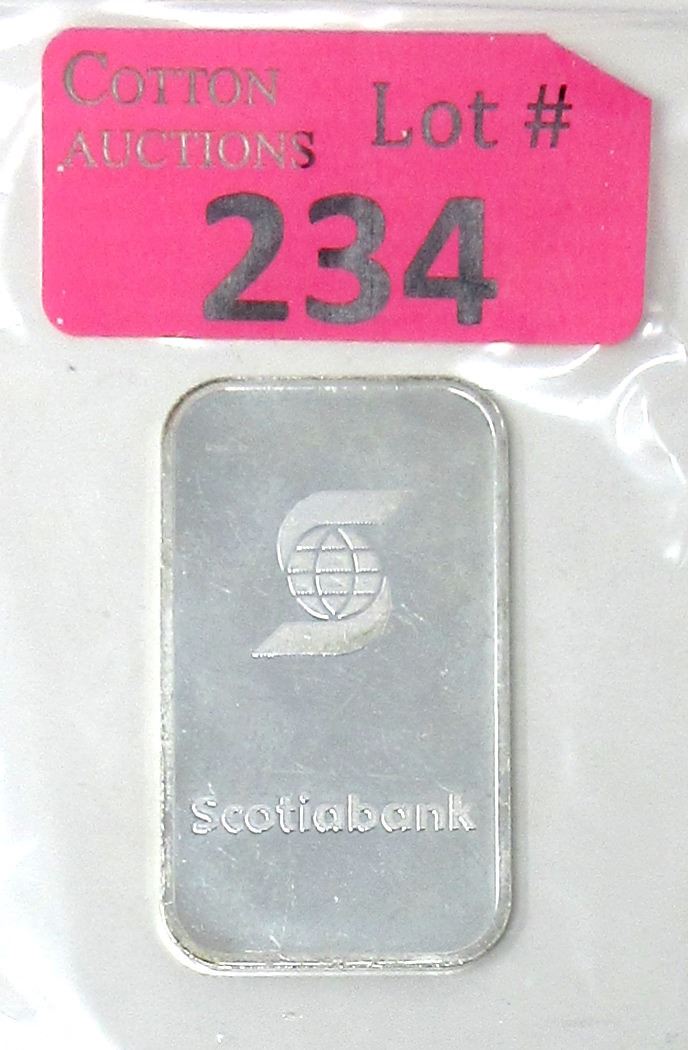 COTTON
AUCTIONS
Lot #
234
Scotiabank